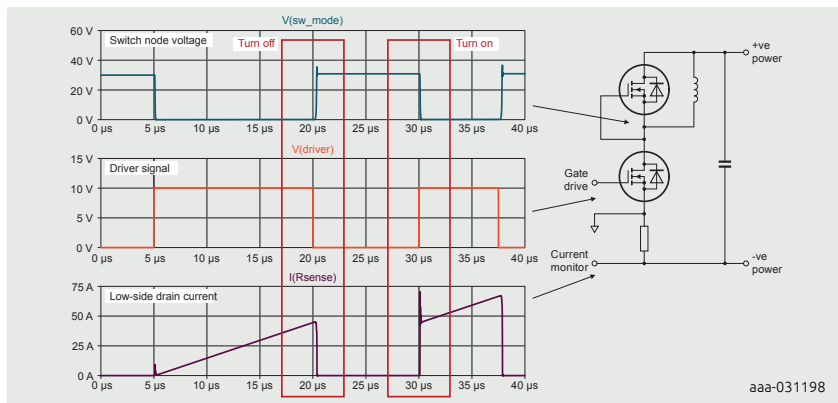 V(sw_mode)
60 V
Switch node voltage
Turn off
Turn on
40 V
20 V
0 V
0 µs
5 µs
10 µs
15 µs
20 µs
25 µs
30 µs
35 µs
40 µs
V(driver)
15 V
Driver signal
10 V
5 V
0 V
0 µs
5 µs
10 µs
15 µs
20 µs
25 µs
30 µs
35 µs
40 µs
I(Rsense)
75 A
Low-side drain current
50 A
25 A
0 A
0 µs
5 µs
10 µs
15 µs
20 µs
25 µs
30 µs
35 µs
40 µs
+ve
power
Gate
drive
Current
monitor
-ve
power
aaa-031198